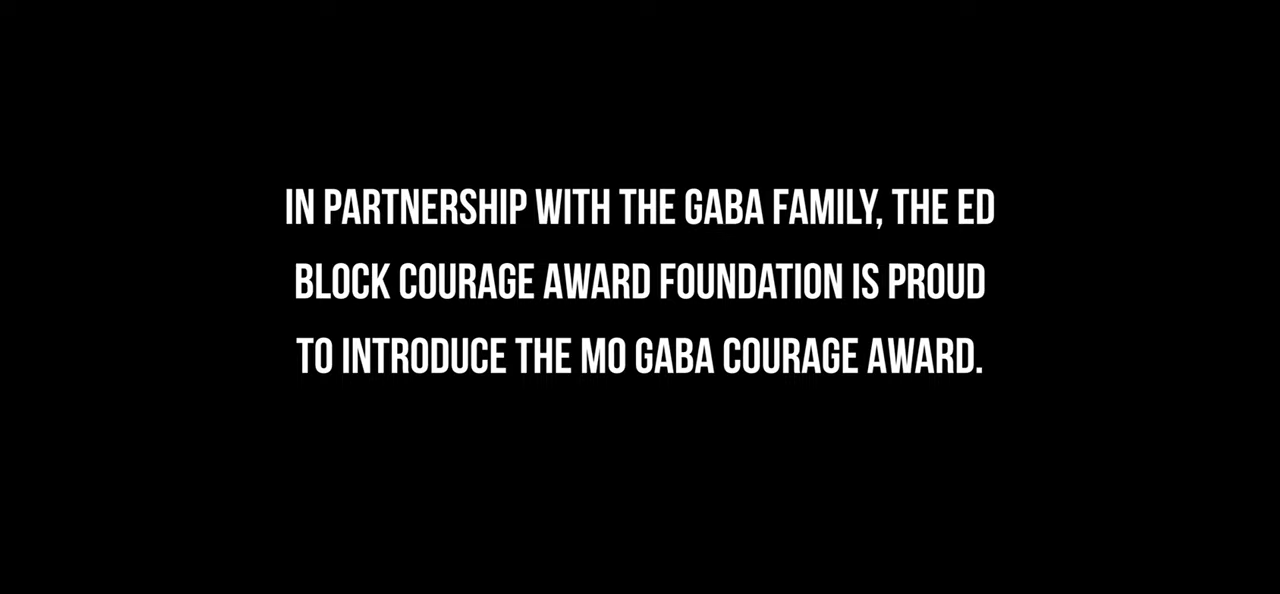 IN PARTNERSHIP WITH THE GABA FAMILY, THE ED
BLOCK COURAGE AWARD FOUNDATION IS PROUD
TO INTRODUCE THE MO GABA COURAGE AWARD.